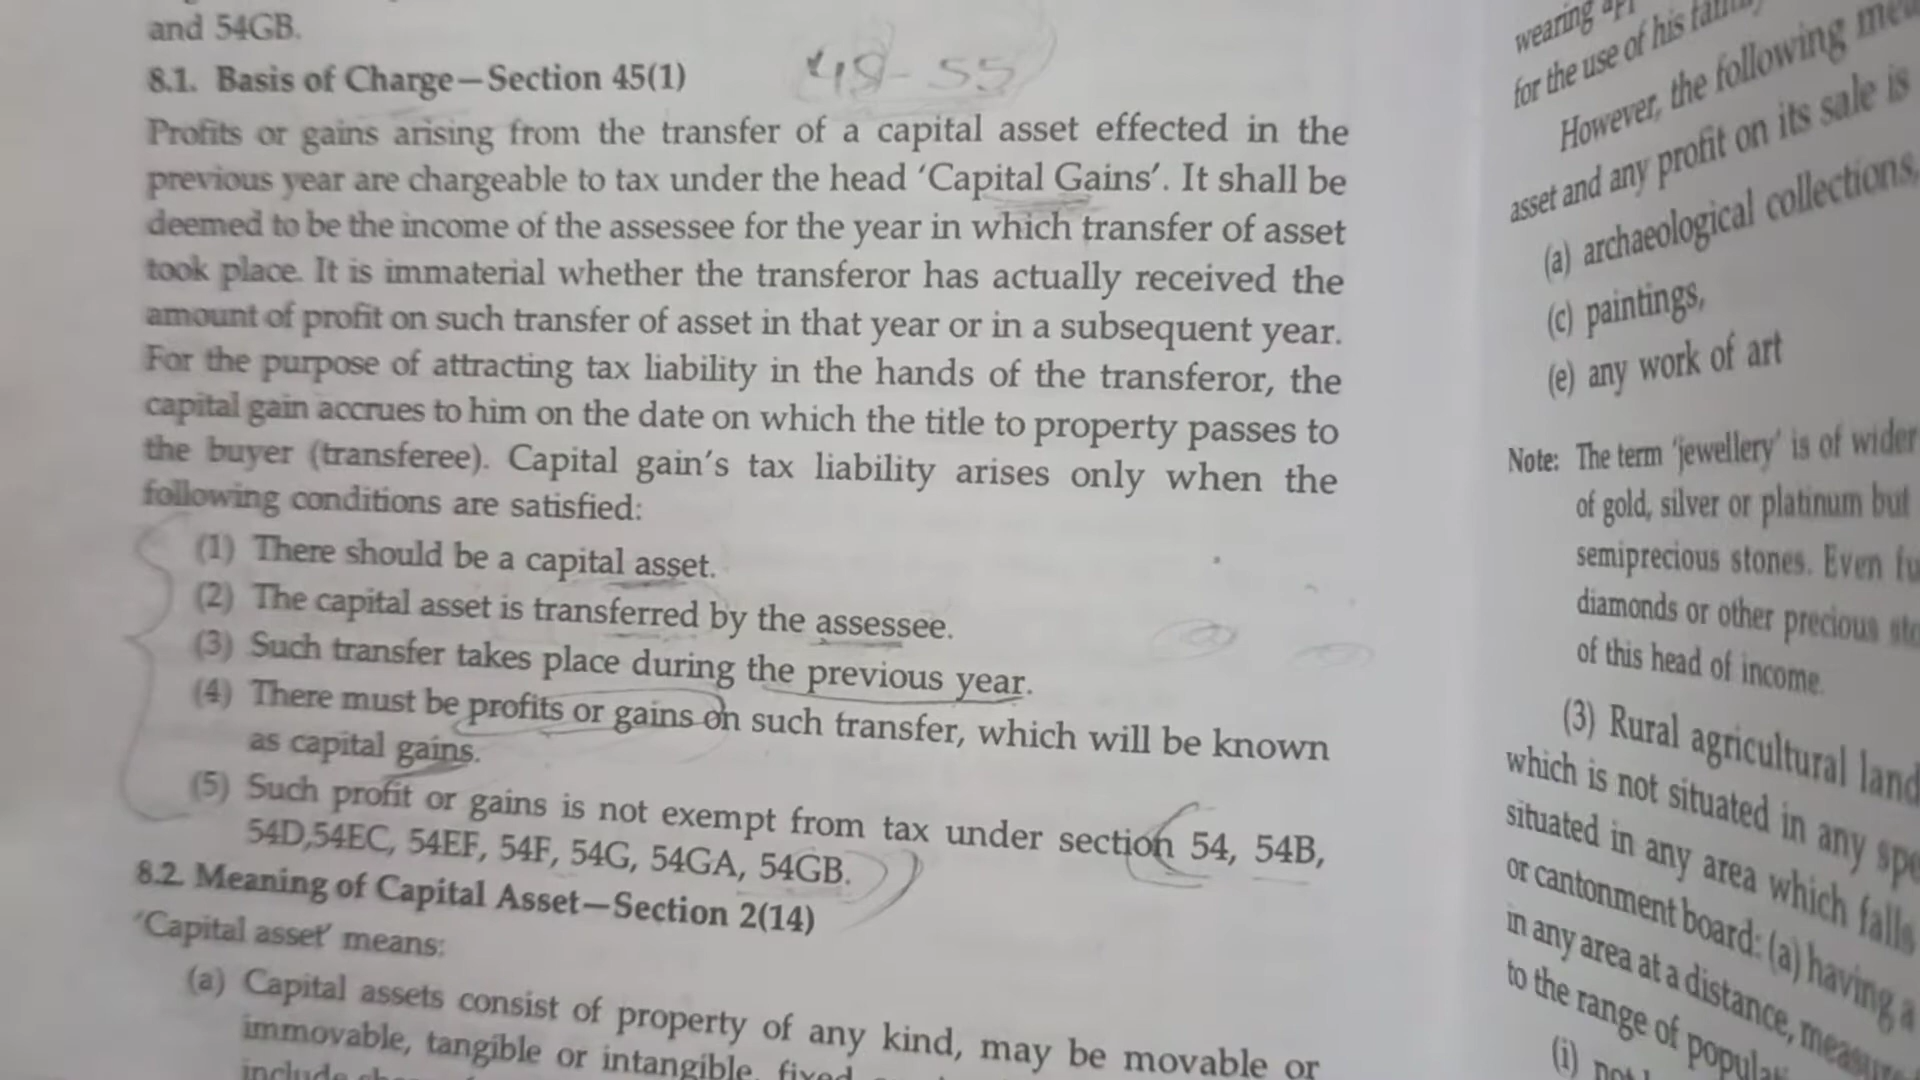 and 54GB.
8.1. Basis of Charge—Section 45(1)
48-55
Profits or gains arising from the transfer of a capital asset effected in the
previous year are chargeable to tax under the head 'Capital Gains'. It shall be
deemed to be the income of the assessee for the year in which transfer of asset
took place. It is immaterial whether the transferor has actually received the
amount of profit on such transfer of asset in that year or in a subsequent year.
For the purpose of attracting tax liability in the hands of the transferor, the
capital gain accrues to him on the date on which the title to property passes to
the buyer (transferee). Capital gain's tax liability arises only when the
following conditions are satisfied:
(1) There should be a capital asset.
(2) The capital asset is transferred by the assessee.
(3) Such transfer takes place during the previous year.
(4) There must be profits or gains on such transfer, which will be known
as capital gains.
(5) Such profit or gains is not exempt from tax under section 54, 54B,
54D,54EC, 54EF, 54F, 54G, 54GA, 54GB.
8.2. Meaning of Capital Asset—Section 2(14)
'Capital asset' means:
(a) Capital assets consist of property of any kind, may be movable or
immovable, tangible or intangible, fixed
include
wearing
for the use of his
However, the following
asset and any profit on its sale is
(a) archaeological collections,
(c) paintings,
(e) any work of art
Note: The term 'jewellery' is of wider
of gold, silver or platinum but
semiprecious stones. Even
diamonds or other precious
of this head of income.
(3) Rural agricultural land
which is not situated in any
situated in any area which falls
or cantonment board: (a) having a
in any area at a distance,
to the range of
(i)